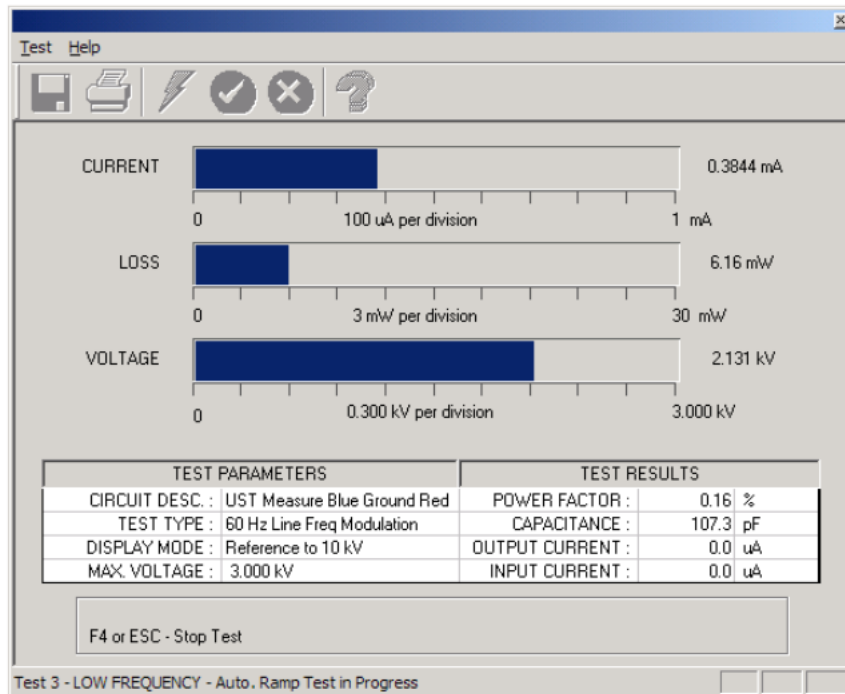 Test Help
CURRENT 0.3844 mA
0 100 uA per division 1 mA
LOSS 6.16 mW
0 3 mW per division 30 mW
VOLTAGE 2.131 kV
0 0.300 kV per division 3.000 kV
TEST PARAMETERS TEST RESULTS
CIRCUIT DESC. : UST Measure Blue Ground Red POWER FACTOR : 0.16 %
TEST TYPE : 60 Hz Line Freq Modulation CAPACITANCE : 107.3 pF
DISPLAY MODE : Reference to 10 kV OUTPUT CURRENT : 0.0 uA
MAX. VOLTAGE : 3.000 kV INPUT CURRENT : 0.0 uA
F4 or ESC - Stop Test
Test 3 - LOW FREQUENCY - Auto. Ramp Test in Progress